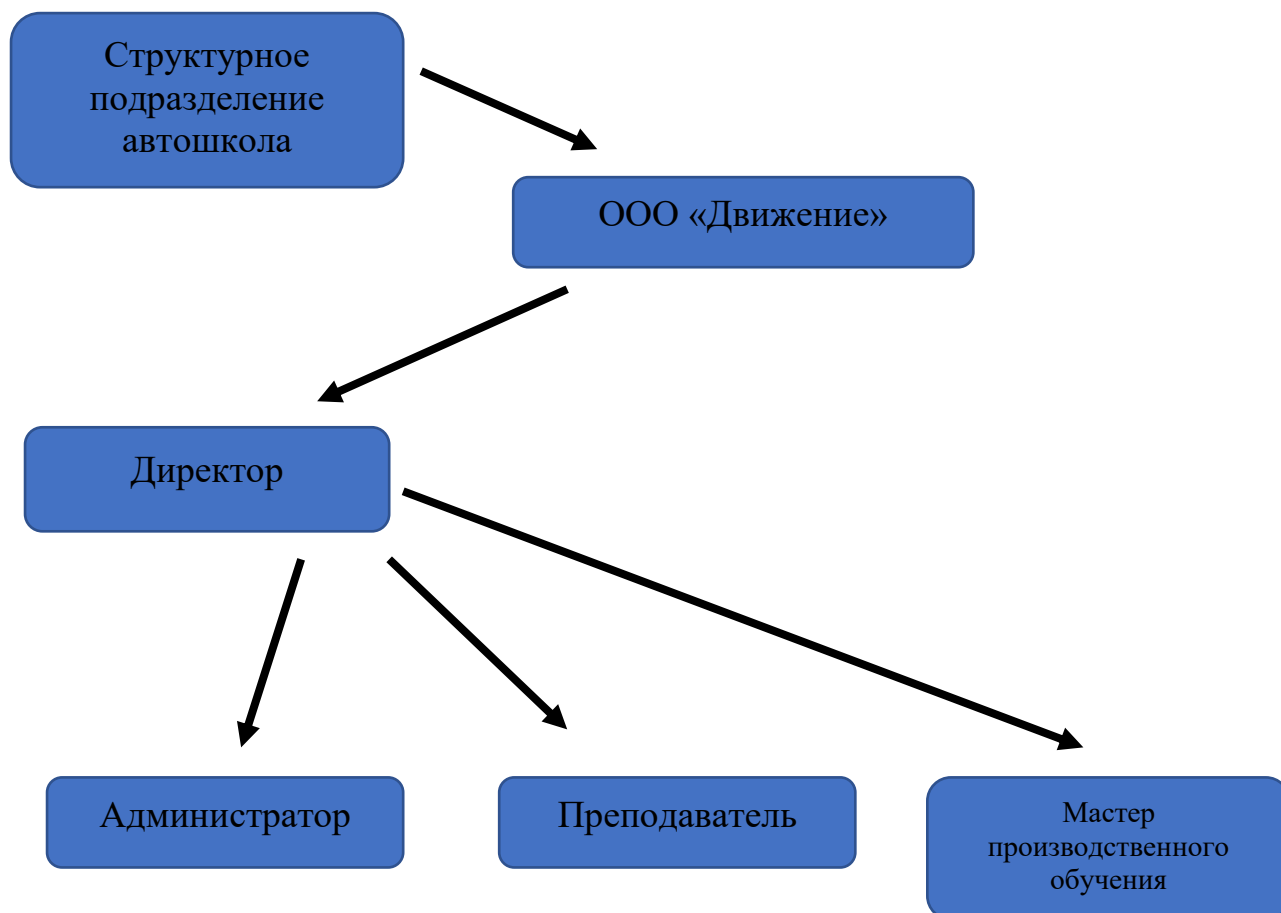 Структурное
подразделение
автошкола
ООО «Движение»
Директор
Администратор
Преподаватель
Мастер
производственного
обучения